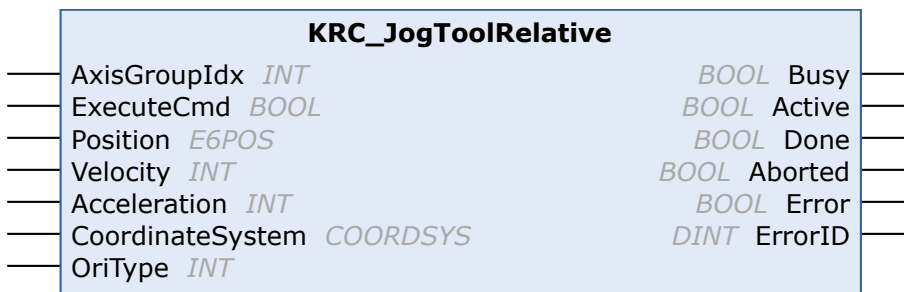 KRC_JogToolRelative
AxisGroupIdx INT BOOL Busy
ExecuteCmd BOOL BOOL Active
Position E6POS BOOL Done
Velocity INT BOOL Aborted
Acceleration INT BOOL Error
CoordinateSystem COORDSYS DINT ErrorID
OriType INT